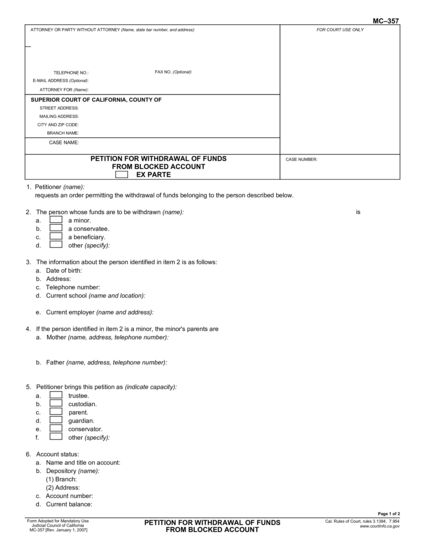 MC–357
ATTORNEY OR PARTY WITHOUT ATTORNEY (Name, state bar number, and address):
FOR COURT USE ONLY
TELEPHONE NO.:
FAX NO. (Optional):
E-MAIL ADDRESS (Optional):
ATTORNEY FOR (Name):
SUPERIOR COURT OF CALIFORNIA, COUNTY OF
STREET ADDRESS:
MAILING ADDRESS:
CITY AND ZIP CODE:
BRANCH NAME:
CASE NAME:
PETITION FOR WITHDRAWAL OF FUNDS
FROM BLOCKED ACCOUNT
EX PARTE
CASE NUMBER:
1. Petitioner (name):
requests an order permitting the withdrawal of funds belonging to the person described below.
2. The person whose funds are to be withdrawn (name): is
a. a minor.
b. a conservatee.
c. a beneficiary.
d. other (specify):
3. The information about the person identified in item 2 is as follows:
a. Date of birth:
b. Address:
c. Telephone number:
d. Current school (name and location):
e. Current employer (name and address):
4. If the person identified in item 2 is a minor, the minor's parents are
a. Mother (name, address, telephone number):
b. Father (name, address, telephone number):
5. Petitioner brings this petition as (indicate capacity):
a. trustee.
b. custodian.
c. parent.
d. guardian.
e. conservator.
f. other (specify):
6. Account status:
a. Name and title on account:
b. Depository (name):
(1) Branch:
(2) Address:
c. Account number:
d. Current balance:
Page 1 of 2
Form Adopted for Mandatory Use
Judicial Council of California
MC-357 [Rev. January 1, 2007]
PETITION FOR WITHDRAWAL OF FUNDS
FROM BLOCKED ACCOUNT
Cal. Rules of Court, rules 3.1384, 7.954
www.courtinfo.ca.gov